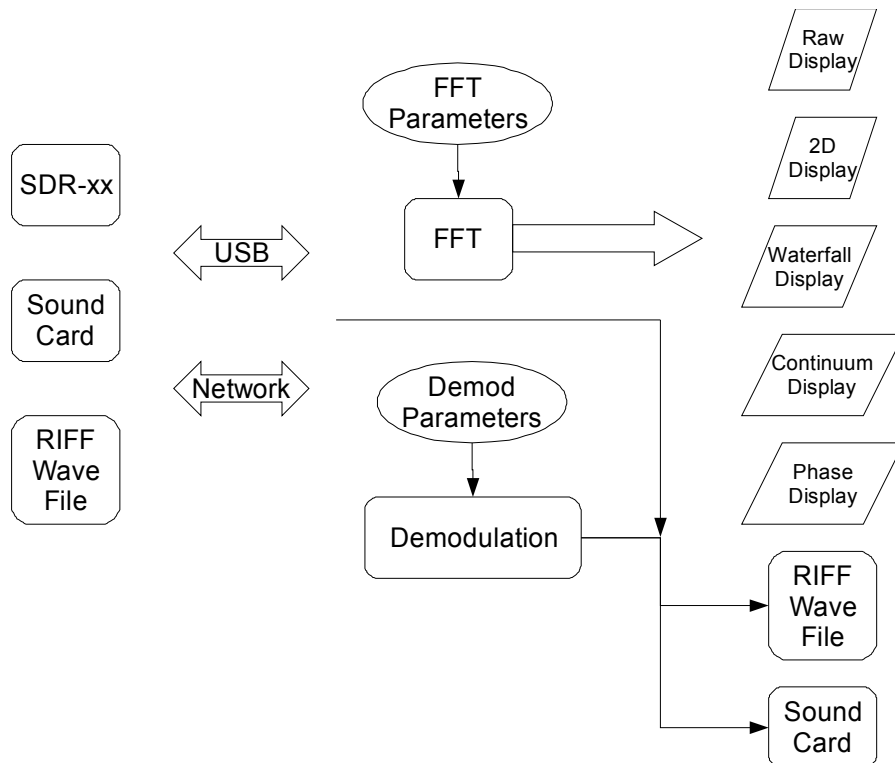 SDR-xx
Sound
Card
RIFF
Wave
File
USB
Network
FFT
Parameters
FFT
Demod
Parameters
Demodulation
Raw
Display
2D
Display
Waterfall
Display
Continuum
Display
Phase
Display
RIFF
Wave
File
Sound
Card